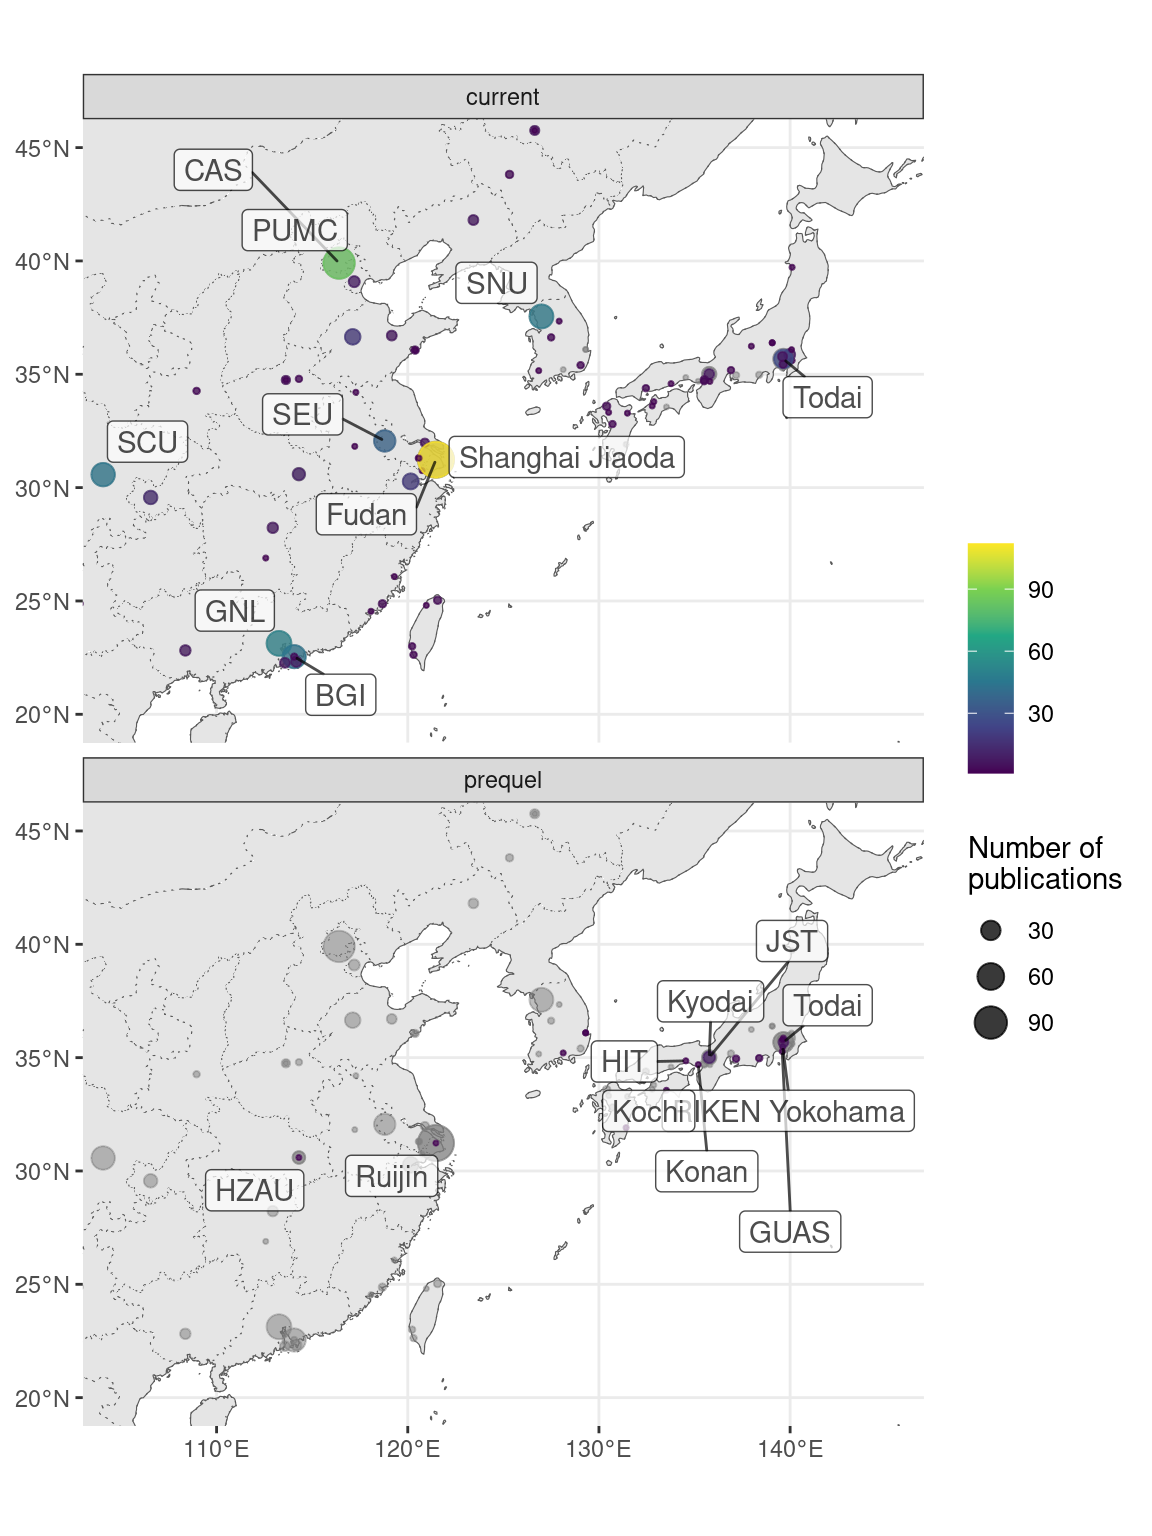 current
45°N
40°N
35°N
30°N
25°N
20°N
CAS
PUMC
SNU
Todai
SEU
SCU
Shanghai Jiaoda
Fudan
GNL
BGI
90
60
30
prequel
45°N
40°N
35°N
30°N
25°N
20°N
JST
Kyodai
Todai
HIT
Kochi
RIKEN Yokohama
Konan
Ruijin
HZAU
GUAS
110°E
120°E
130°E
140°E
Number of
publications
30
60
90